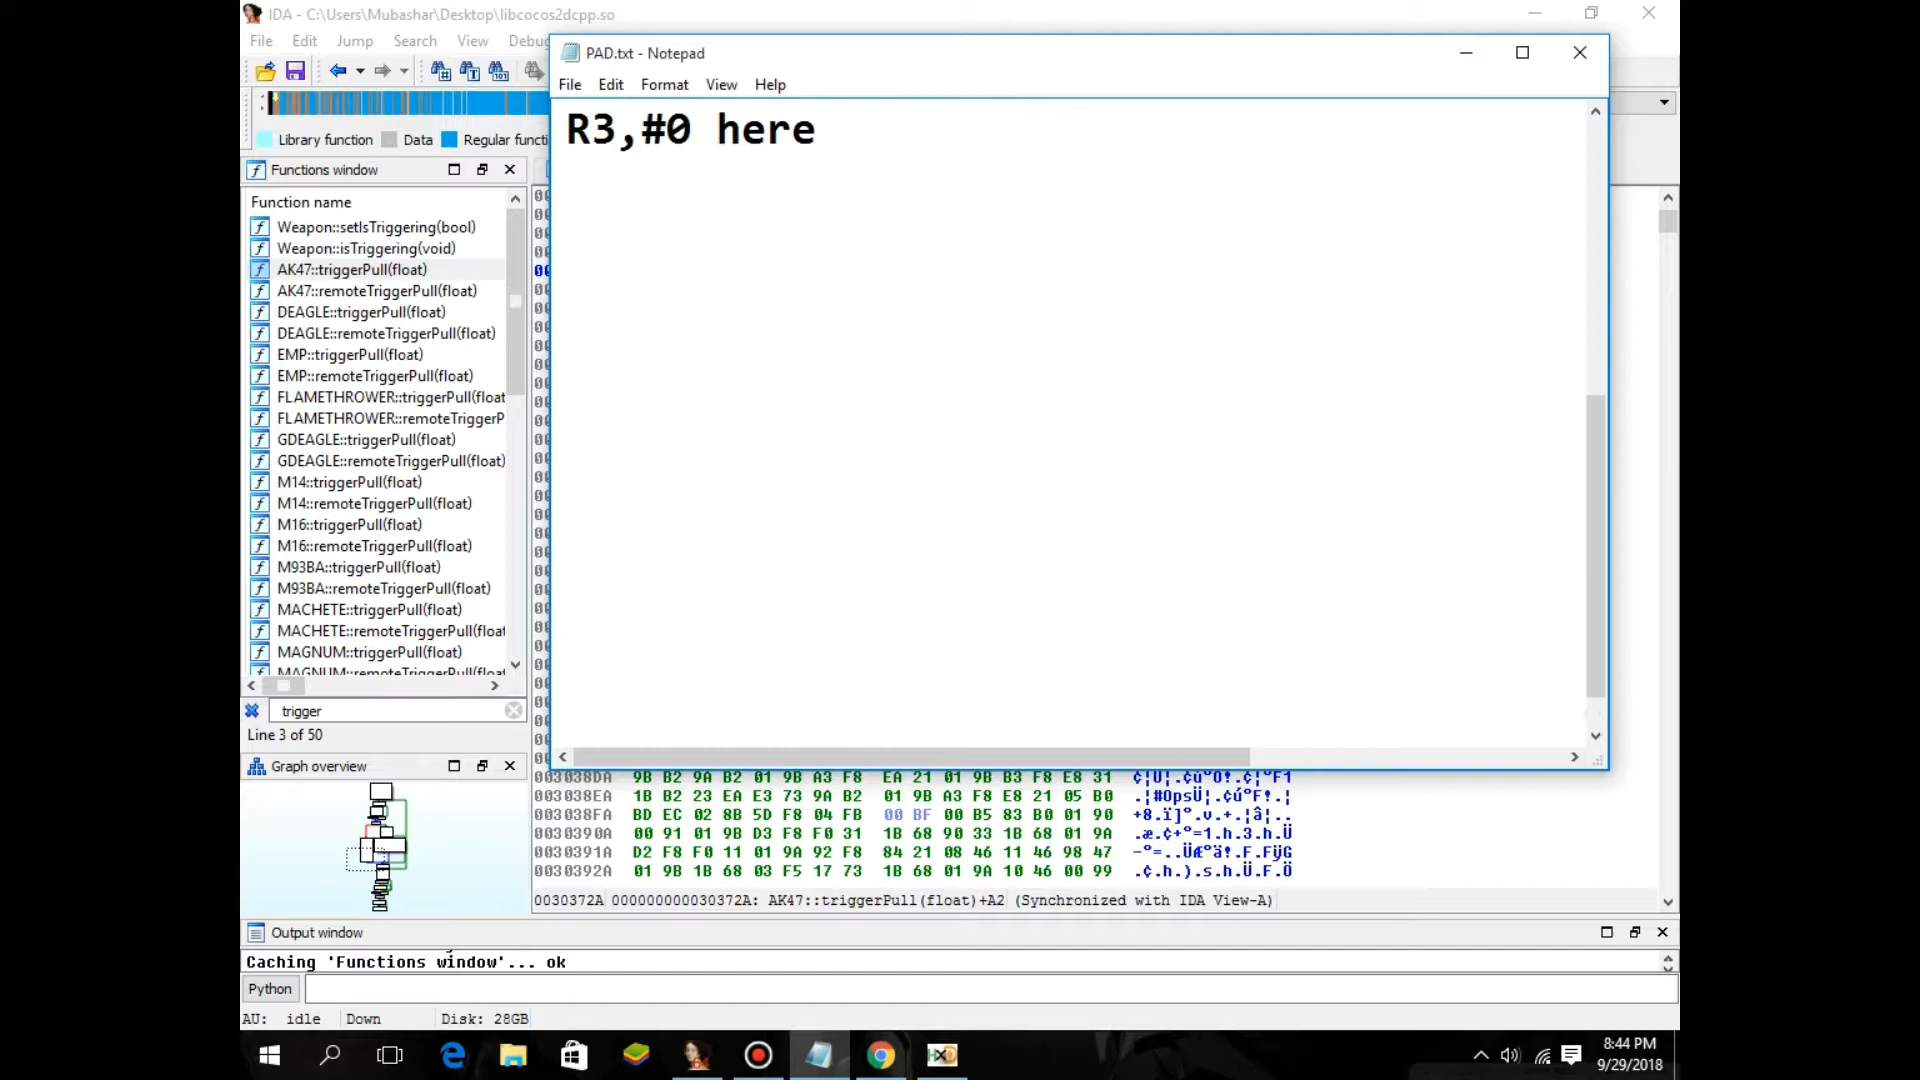 IDA - C:\Users\Mubashar\Desktop\libcocos2dcpp.so
File Edit Jump Search View Debug
PAD.txt - Notepad
File Edit Format View Help
R3,#0 here
Library function Data Regular functi
Functions window
Function name
Weapon::setIsTriggering(bool)
Weapon::isTriggering(void)
AK47::triggerPull(float)
AK47::remoteTriggerPull(float)
DEAGLE::triggerPull(float)
DEAGLE::remoteTriggerPull(float)
EMP::triggerPull(float)
EMP::remoteTriggerPull(float)
FLAMETHROWER::triggerPull(float
FLAMETHROWER::remoteTriggerP
GDEAGLE::triggerPull(float)
GDEAGLE::remoteTriggerPull(float)
M14::triggerPull(float)
M14::remoteTriggerPull(float)
M16::triggerPull(float)
M16::remoteTriggerPull(float)
M93BA::triggerPull(float)
M93BA::remoteTriggerPull(float)
MACHETE::triggerPull(float)
MACHETE::remoteTriggerPull(float
MAGNUM::triggerPull(float)
MAGNUM::remoteTriggerPull(float
trigger
Line 3 of 50
Graph overview
003038DA 9B B2 9A B2 01 9B A3 F8 EA 21 01 9B B3 F8 E8 31
003038EA 1B B2 23 EA E3 73 9A B2 01 9B A3 F8 E8 21 05 B0
003038FA BD EC 02 8B 5D F8 04 FB 00 BF 00 B5 83 B0 01 90
0030390A 00 91 01 9B D3 F8 F0 31 1B 68 90 33 1B 68 01 9A
0030391A D2 F8 F0 11 01 9A 92 F8 84 21 08 46 11 46 98 47
0030392A 01 9B 1B 68 03 F5 17 73 1B 68 01 9A 10 46 00 99
0030372A 000000000030372A: AK47::triggerPull(float)+A2 (Synchronized with IDA View-A)
Output window
Caching 'Functions window'... ok
Python
AU: idle Down Disk: 28GB
8:44 PM
9/29/2018